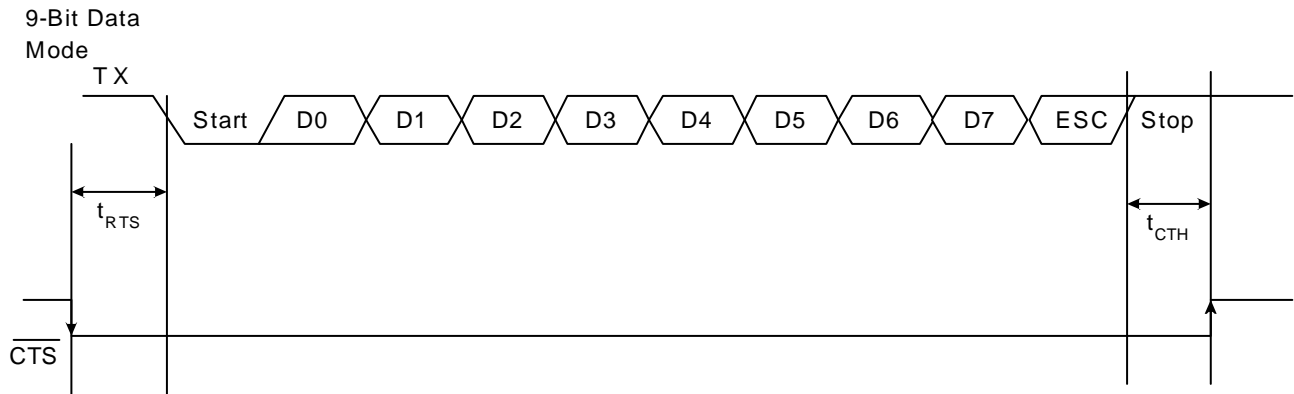 9-Bit Data
Mode
TX
Start D0 D1 D2 D3 D4 D5 D6 D7 ESC Stop
tRTS
tCTH
CTS